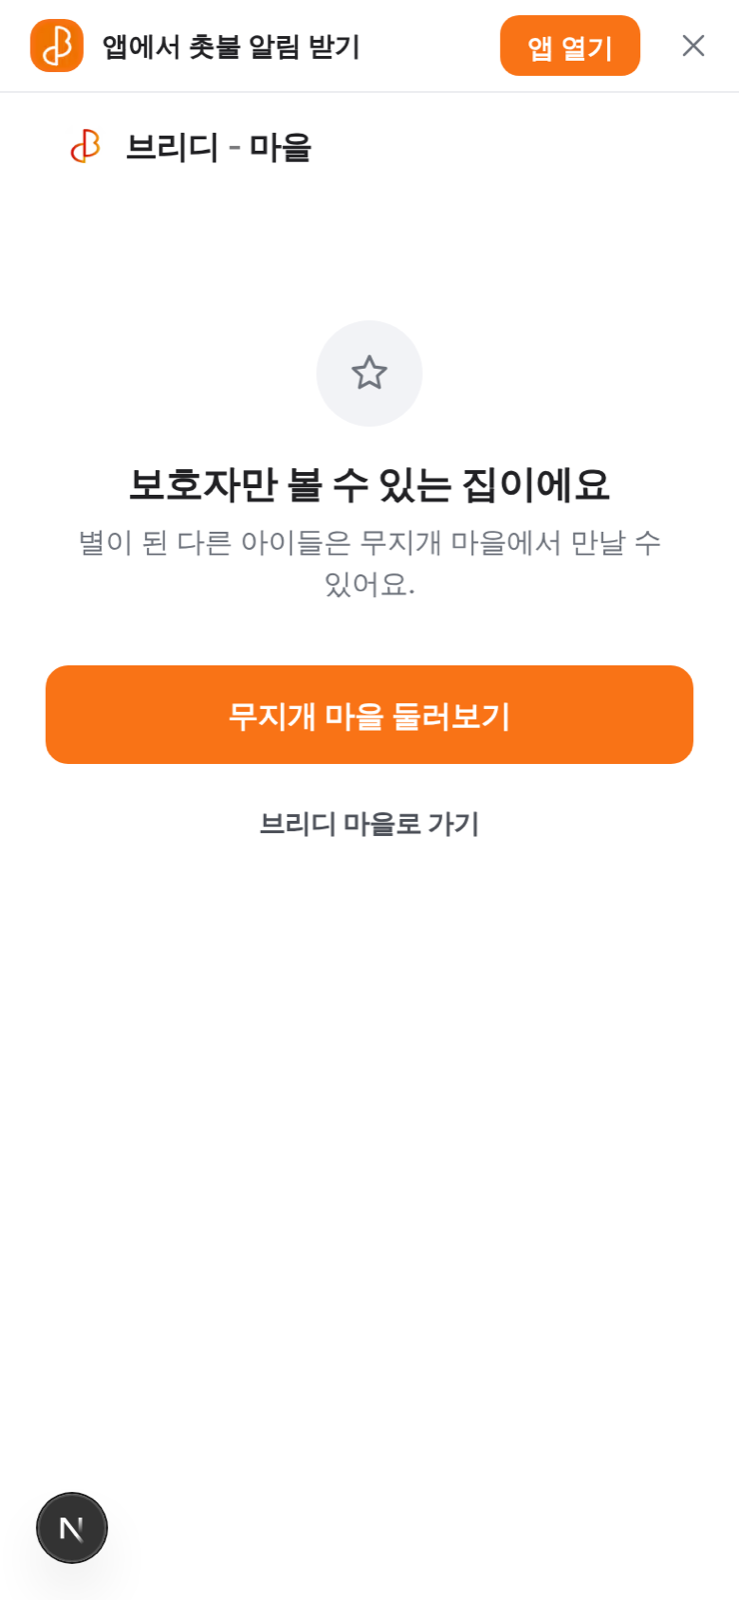 앱에서 촛불 알림 받기
앱 열기
브리디 - 마을
보호자만 볼 수 있는 집이에요
별이 된 다른 아이들은 무지개 마을에서 만날 수
있어요.
무지개 마을 둘러보기
브리디 마을로 가기
N